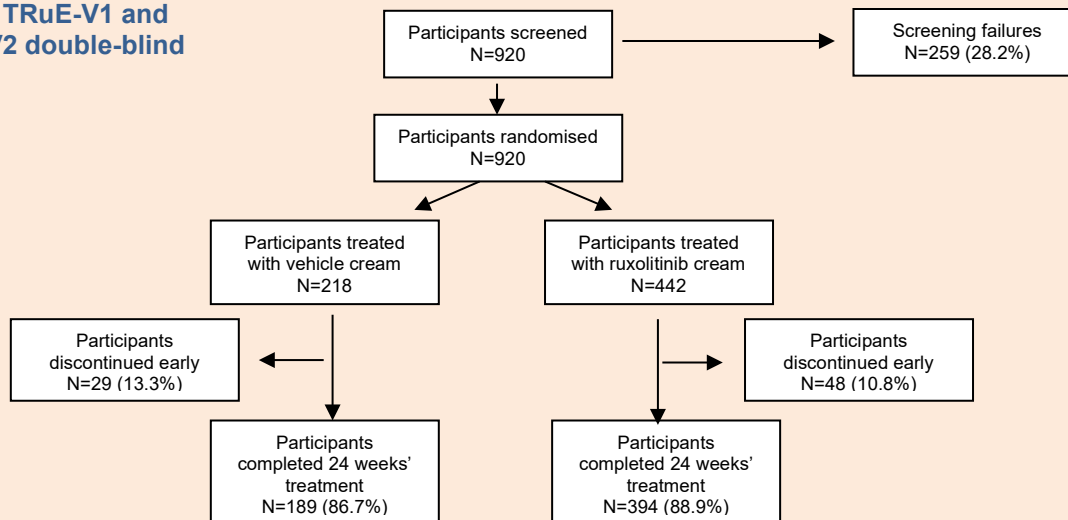 TRuE-V1 and
V2 double-blind
Participants screened
N=920
Screening failures
N=259 (28.2%)
Participants randomised
N=920
Participants treated
with vehicle cream
N=218
Participants treated
with ruxolitinib cream
N=442
Participants
discontinued early
N=29 (13.3%)
Participants
discontinued early
N=48 (10.8%)
Participants
completed 24 weeks’
treatment
N=189 (86.7%)
Participants
completed 24 weeks’
treatment
N=394 (88.9%)